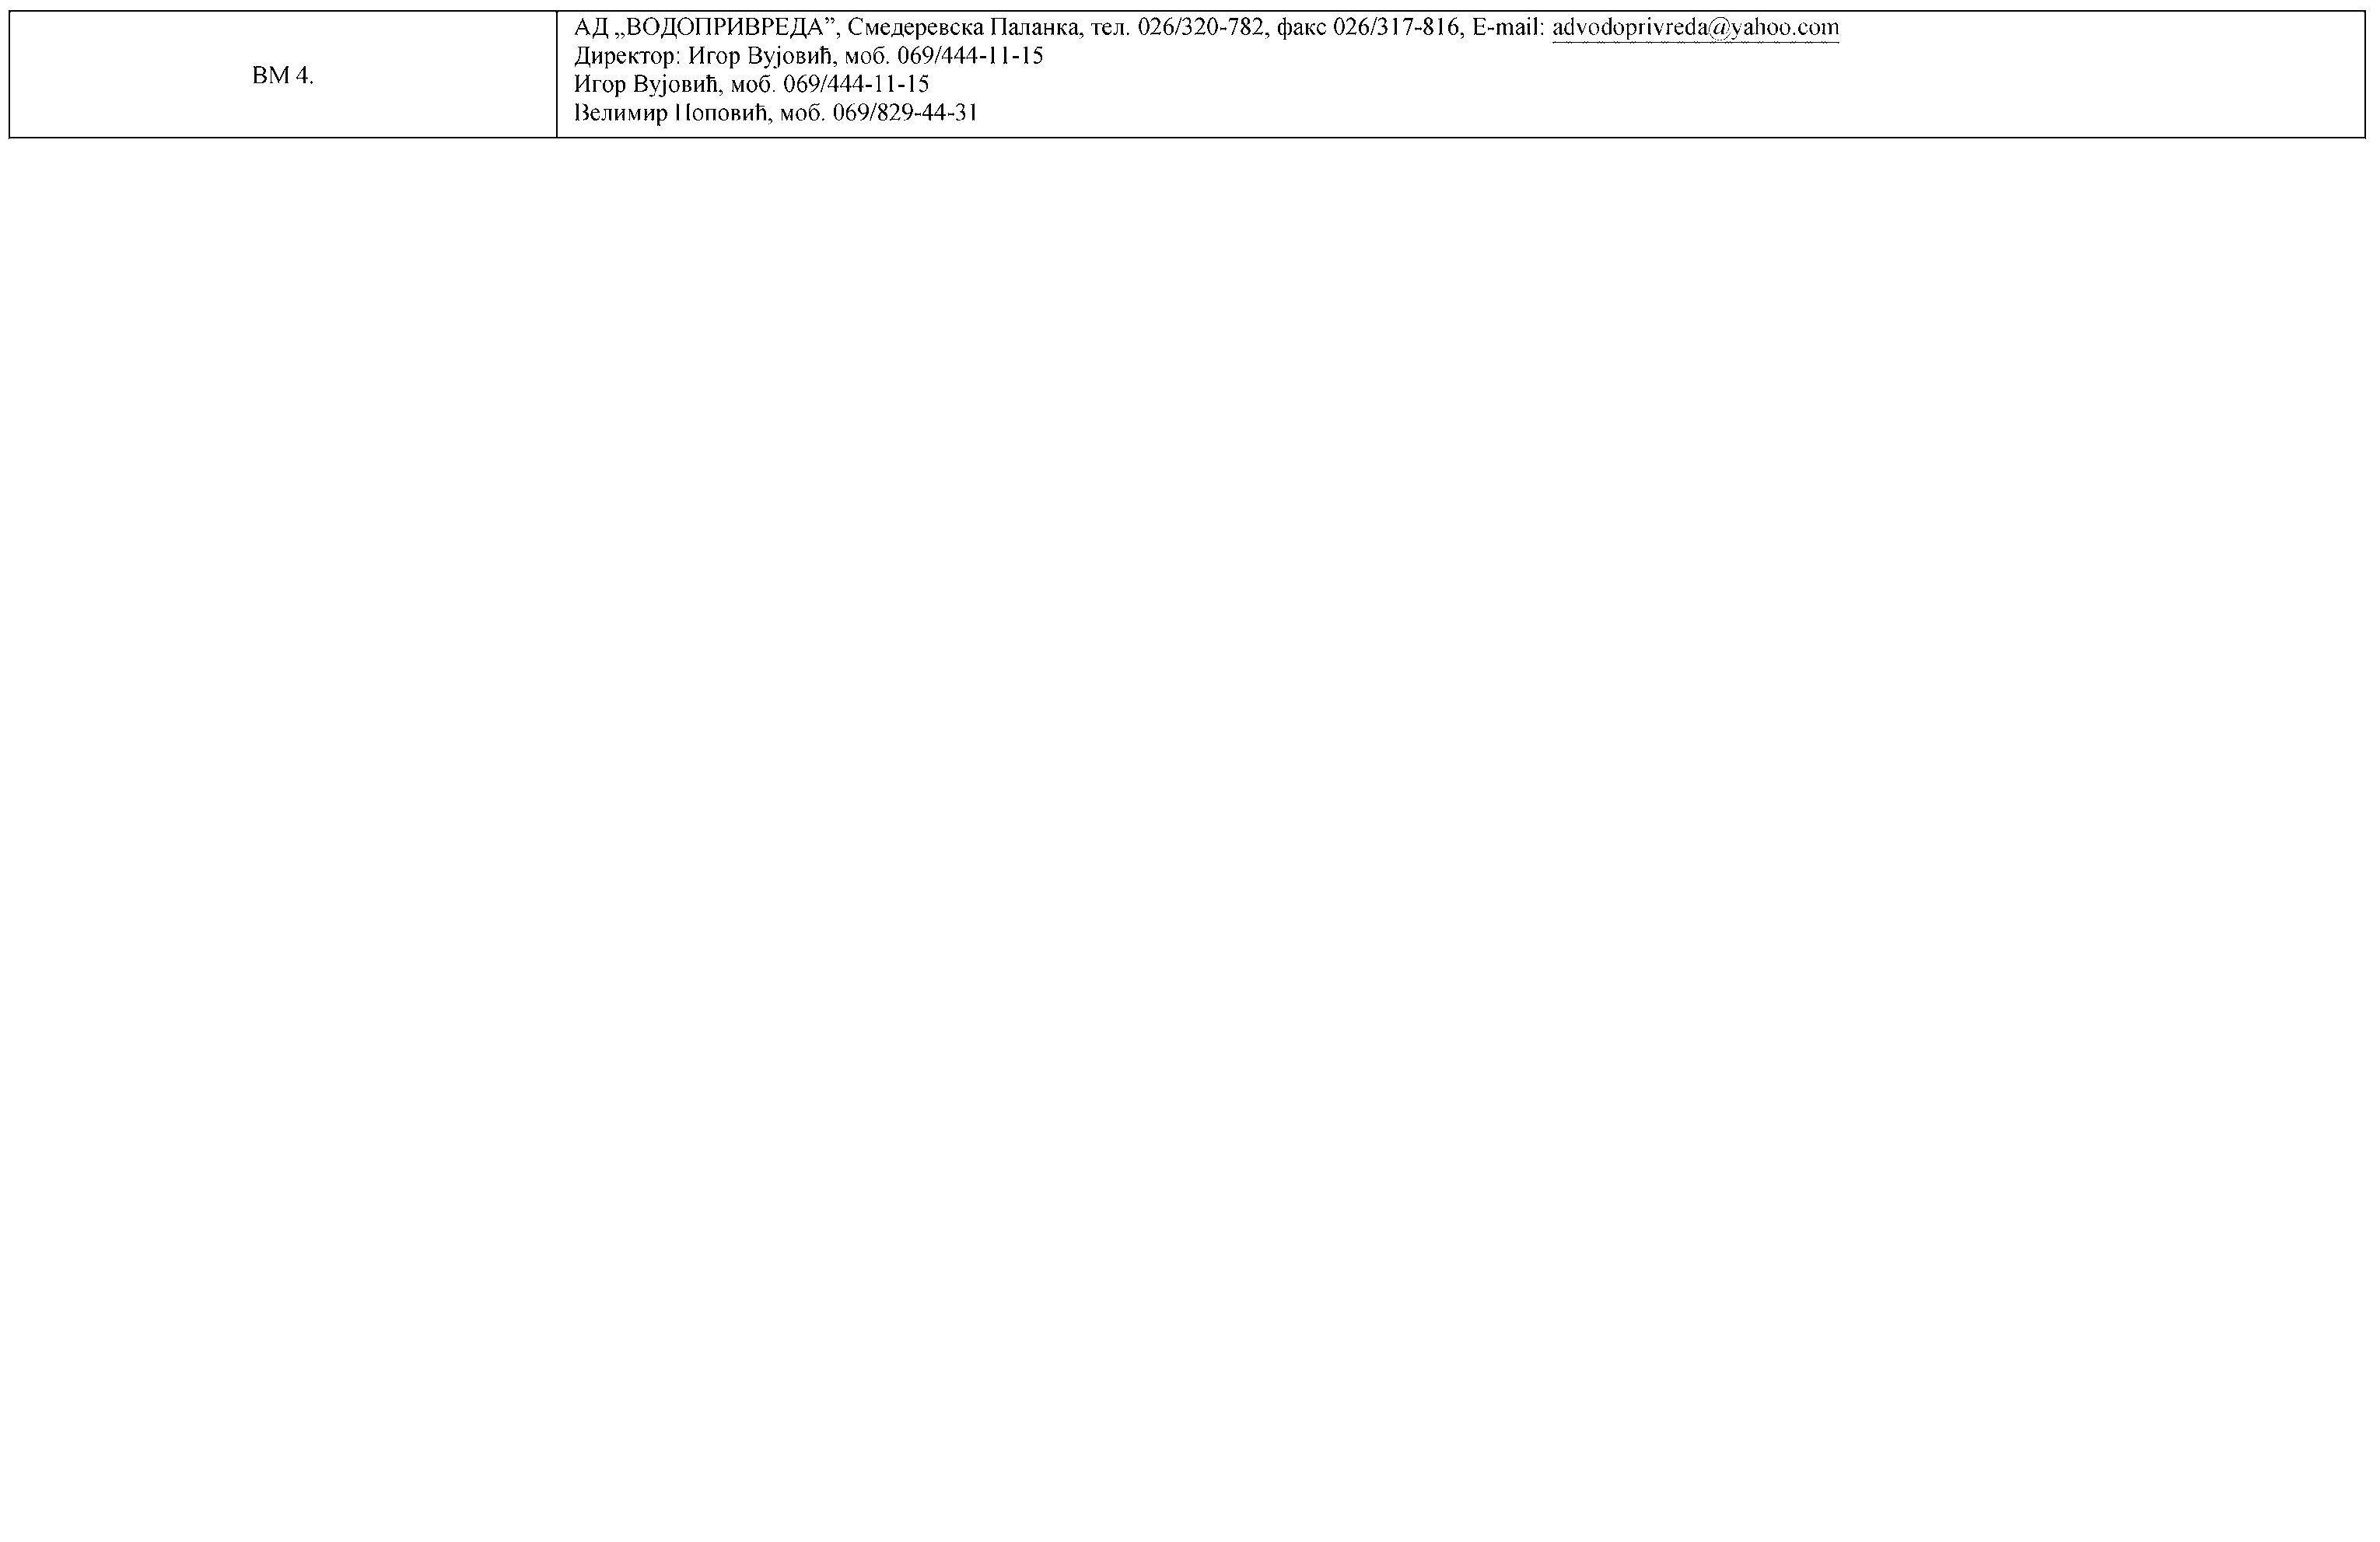 ВМ 4.
АД „ВОДОПРИВРЕДА”, Смедеревска Паланка, тел. 026/320-782, факс 026/317-816, E-mail: advodoprivreda@yahoo.com
Директор: Игор Вујовић, моб. 069/444-11-15
Игор Вујовић, моб. 069/444-11-15
Велимир Поповић, моб. 069/829-44-31